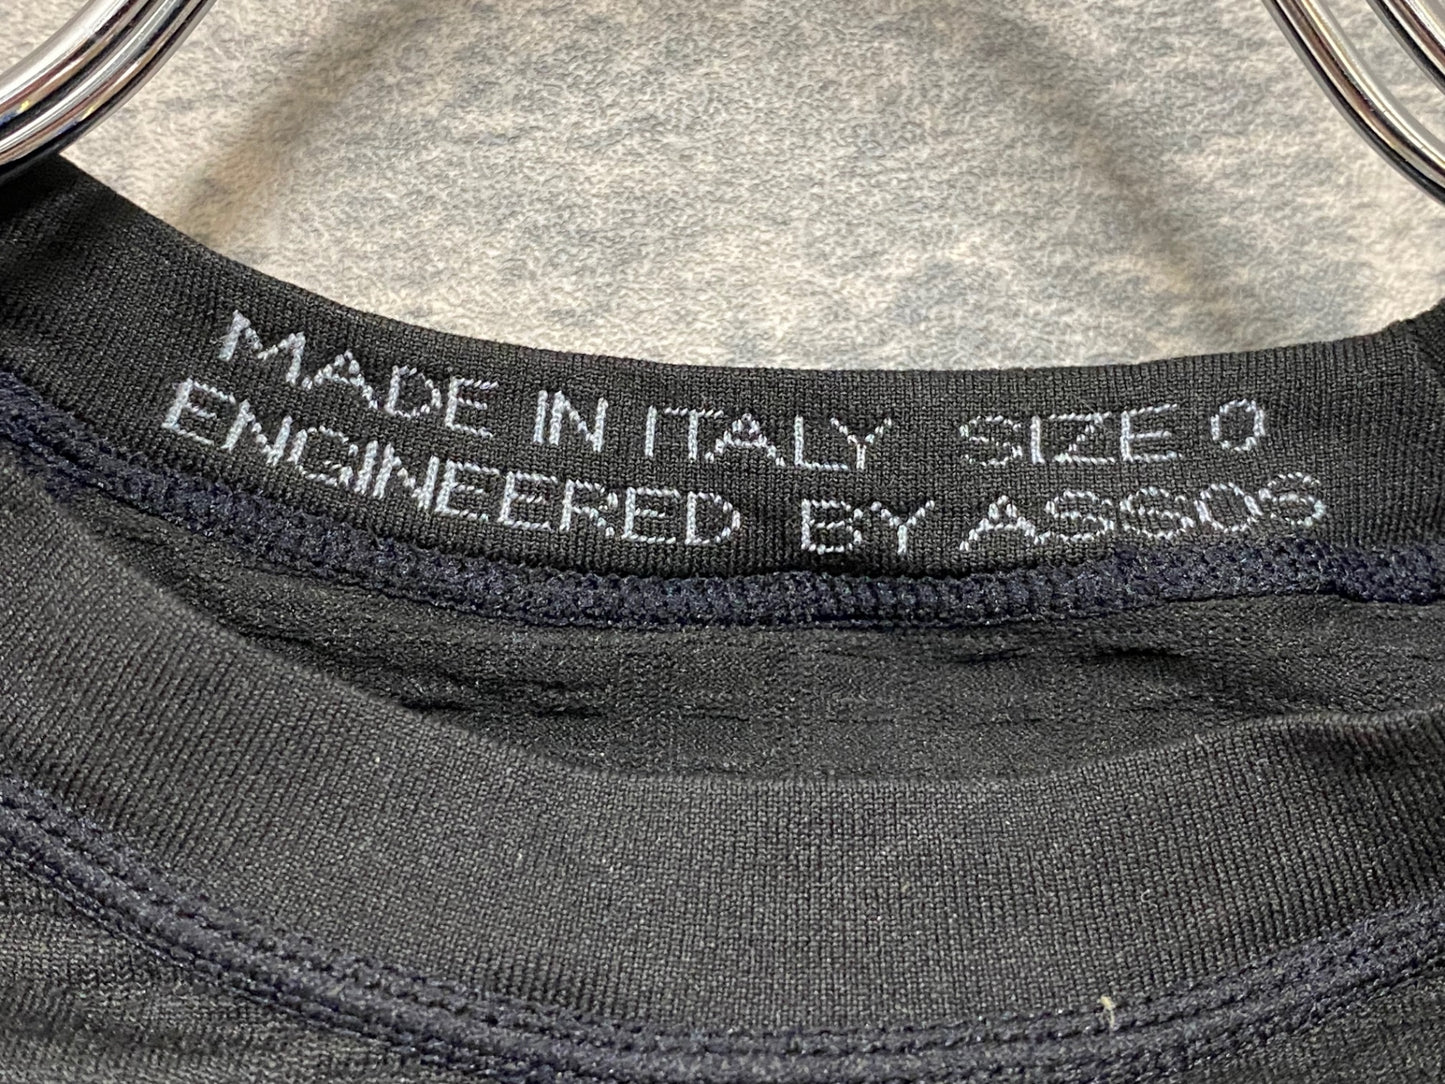 MADE IN ITALY SIZE 0
ENGINEERED BY ASSOS